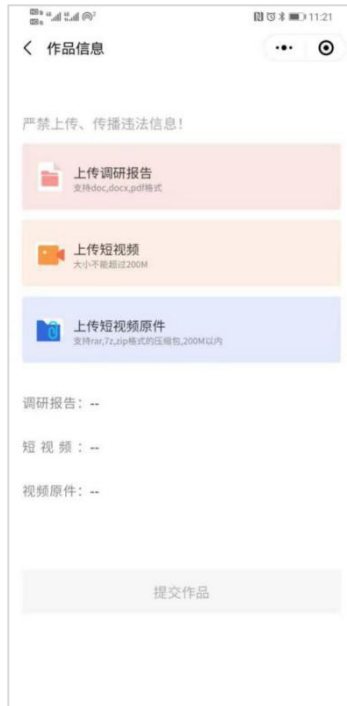 11:21
作品信息
严禁上传、传播违法信息!
上传调研报告
支持doc,docx,pdf格式
上传短视频
大小不能超过200M
上传短视频原件
支持rar,7z,zip格式的压缩包,200M以内
调研报告: --
短 视 频 : --
视频原件: --
提交作品